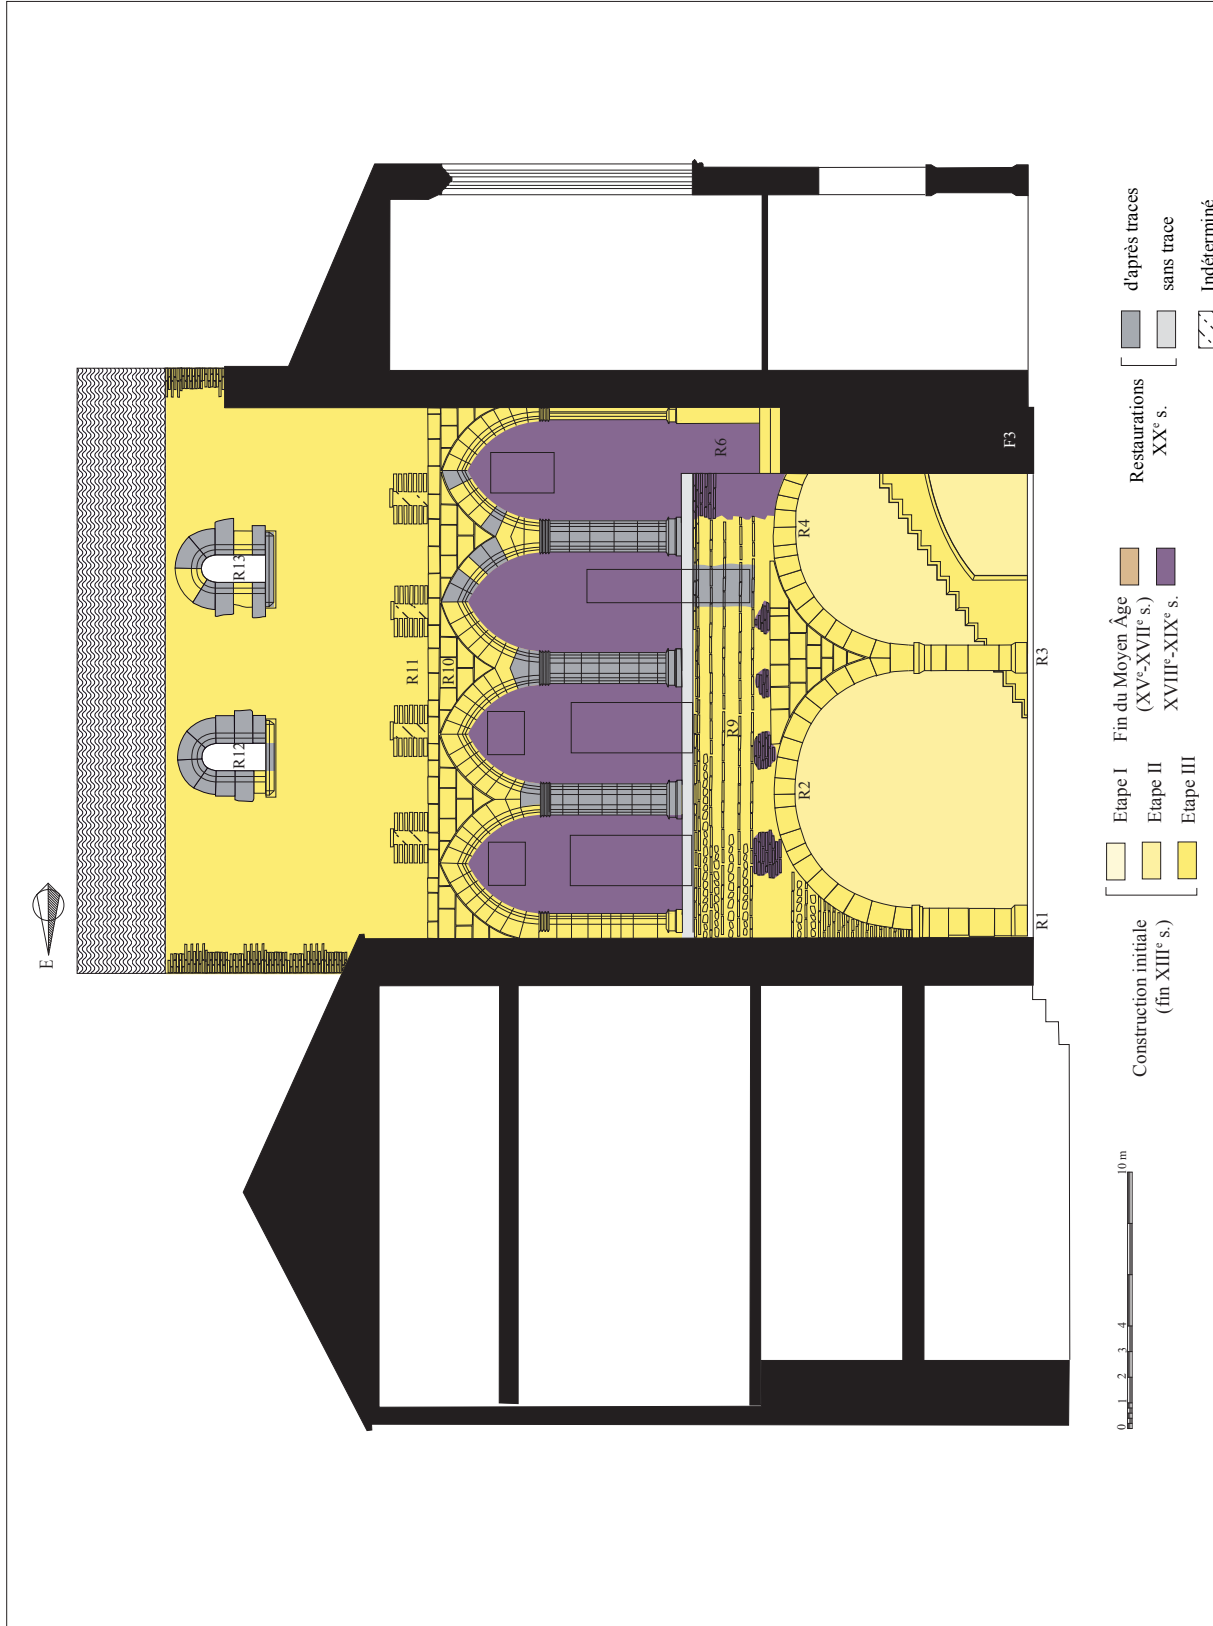 E
R12
R13
R11
R10
R9
R6
R2
R4
R1
R3
F3
0 1 2 3 4 10 m
Construction initiale
(fin XIIIe s.)
Etape I
Etape II
Etape III
Fin du Moyen Âge
(XVe-XVIIe s.)
XVIIIe-XIXe s.
Restaurations
XXe s.
d'après traces
sans trace
Indéterminé